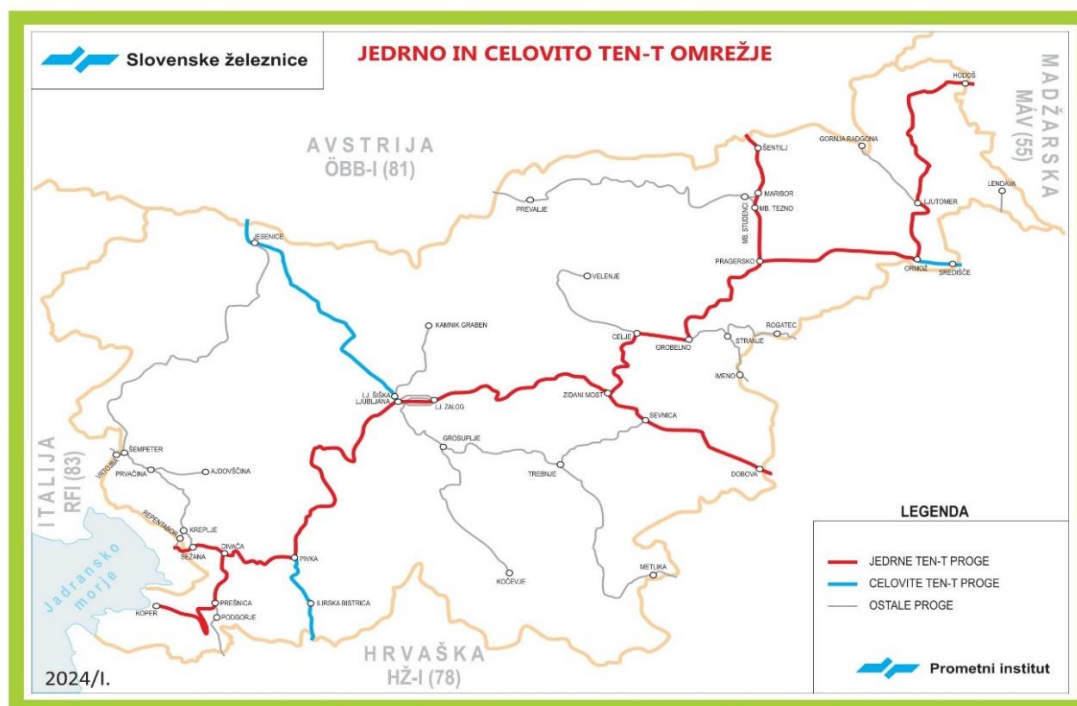 Slovenske železnice
JEDRNO IN CELOVITO TEN-T OMREŽJE
MADŽARSKA
MÁV (55)
AVSTRIJA
ÖBB-I (81)
HODOŠ
GORNJA RADGONA
ŠENTILJ
LENDAVA
PREVALJE
MARIBOR
MB. TEZNO
MB. STUDENCI
LJUTOMER
JESENICE
PRAGERSKO
ORMOŽ
SREDIŠČE
VELENJE
KAMNIK GRABEN
CELJE
GROBELNO
STRANJE
ROGATEC
IMENO
LJ. ŠIŠKA
LJUBLJANA
LJ. ZALOG
ZIDANI MOST
SEVNICA
GROSUPLJE
TREBNJE
DOBOVA
ITALIJA
RFI (83)
VRTOJBA
ŠEMPETER
PRVAČINA
AJDOVŠČINA
REPENTABOR
KREPLJE
SEŽANA
DIVAČA
PIVKA
KOČEVJE
METLIKA
Jadransko
morje
KOPER
PREŠNICA
PODGORJE
ILIRSKA BISTRICA
HRVAŠKA
HŽ-I (78)
2024/I.
LEGENDA
JEDRNE TEN-T PROGE
CELOVITE TEN-T PROGE
OSTALE PROGE
Prometni institut